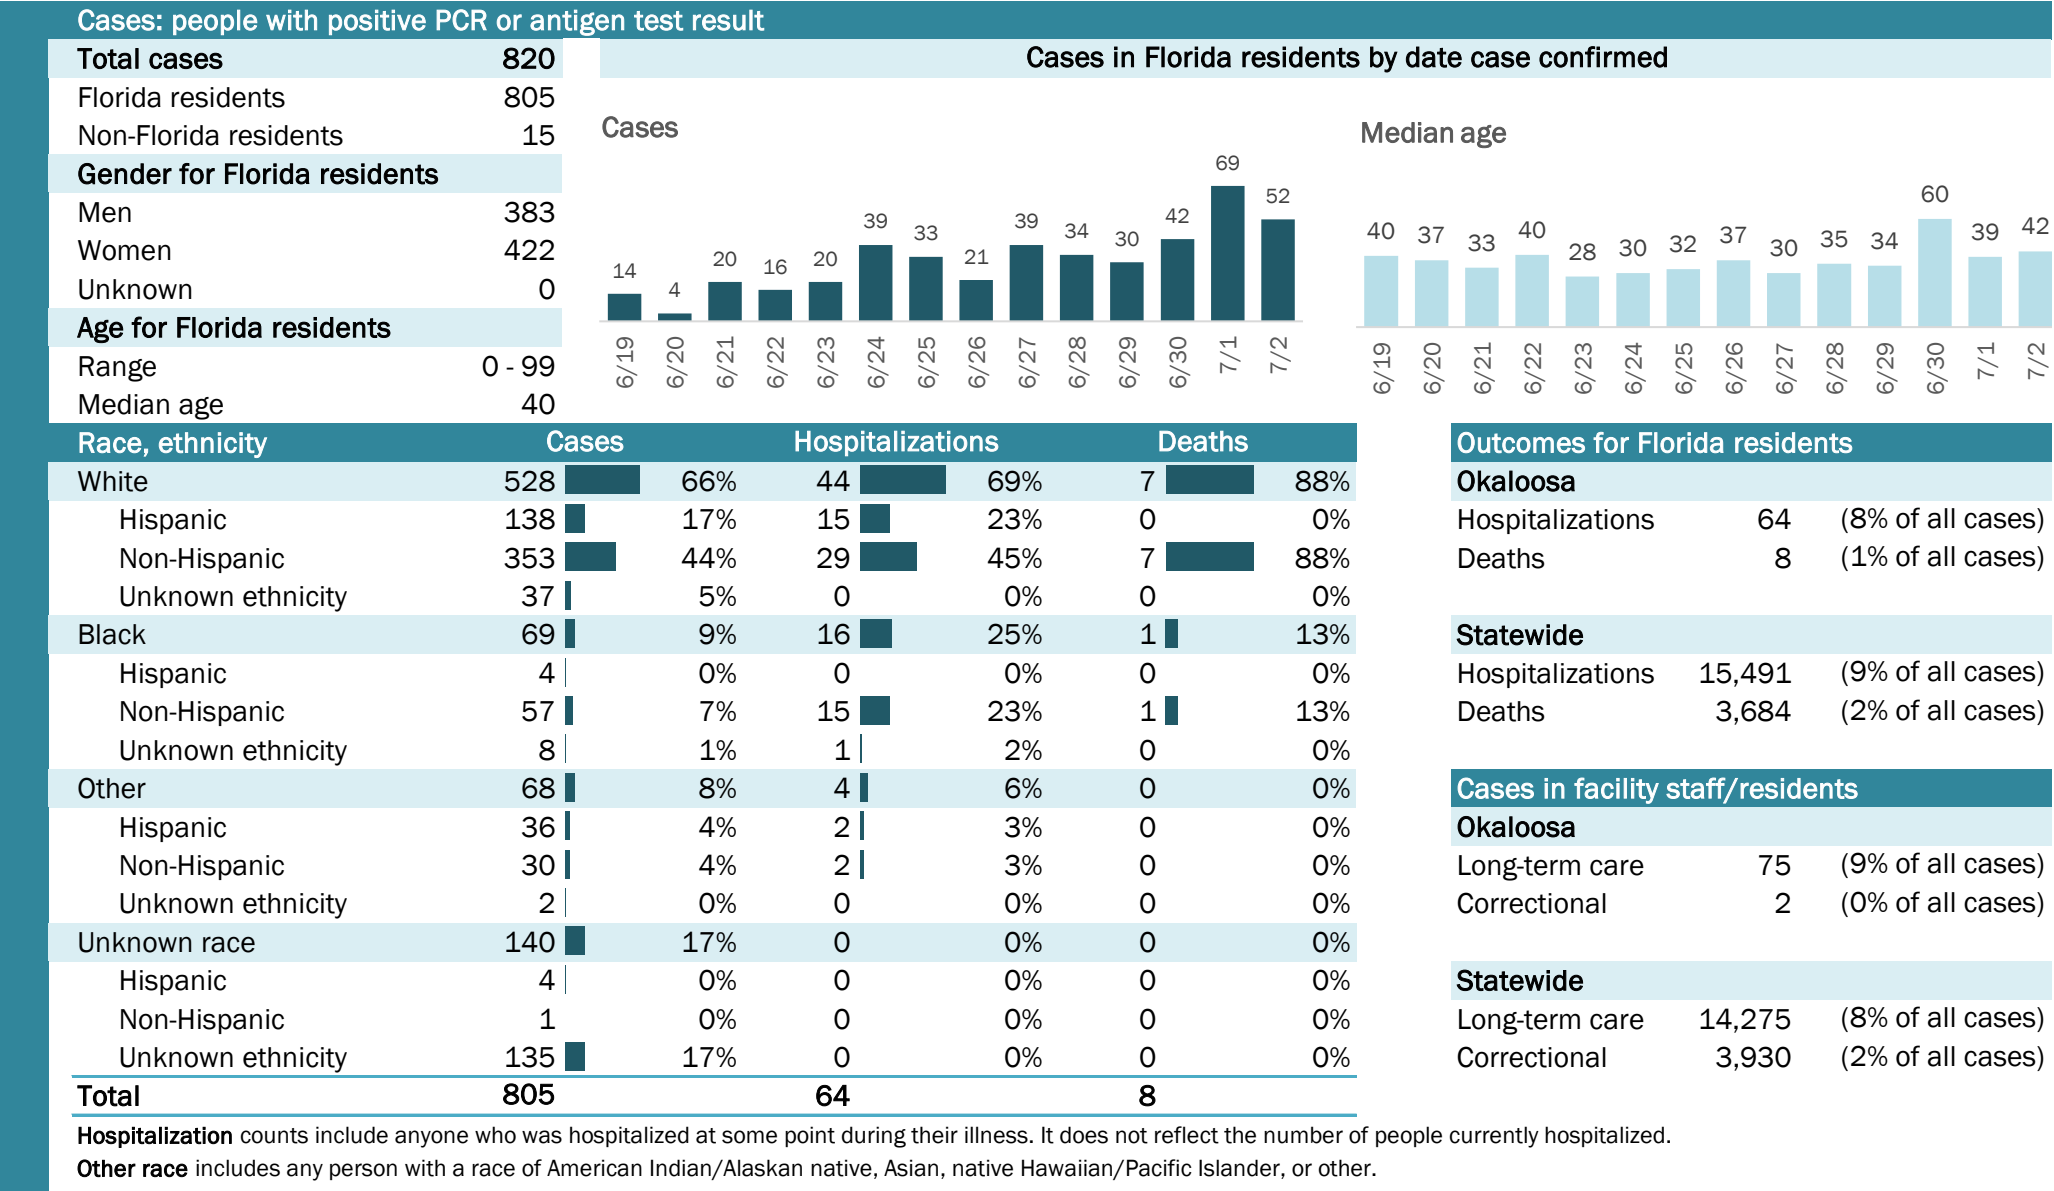 Cases: people with positive PCR or antigen test result
Total cases 820
Florida residents 805
Non-Florida residents 15
Gender for Florida residents
Men 383
Women 422
Unknown 0
Age for Florida residents
Range 0 - 99
Median age 40
Cases in Florida residents by date case confirmed
Cases
14 4 20 16 20 39 33 21 39 34 30 42 69 52
6/19 6/20 6/21 6/22 6/23 6/24 6/25 6/26 6/27 6/28 6/29 6/30 7/1 7/2
Median age
40 37 33 40 28 30 32 37 30 35 34 60 39 42
6/19 6/20 6/21 6/22 6/23 6/24 6/25 6/26 6/27 6/28 6/29 6/30 7/1 7/2
Race, ethnicity Cases Hospitalizations Deaths
White 528 66% 44 69% 7 88%
Hispanic 138 17% 15 23% 0 0%
Non-Hispanic 353 44% 29 45% 7 88%
Unknown ethnicity 37 5% 0 0% 0 0%
Black 69 9% 16 25% 1 13%
Hispanic 4 0% 0 0% 0 0%
Non-Hispanic 57 7% 15 23% 1 13%
Unknown ethnicity 8 1% 1 2% 0 0%
Other 68 8% 4 6% 0 0%
Hispanic 36 4% 2 3% 0 0%
Non-Hispanic 30 4% 2 3% 0 0%
Unknown ethnicity 2 0% 0 0% 0 0%
Unknown race 140 17% 0 0% 0 0%
Hispanic 4 0% 0 0% 0 0%
Non-Hispanic 1 0% 0 0% 0 0%
Unknown ethnicity 135 17% 0 0% 0 0%
Total 805 64 8
Outcomes for Florida residents
Okaloosa
Hospitalizations 64 (8% of all cases)
Deaths 8 (1% of all cases)
Statewide
Hospitalizations 15,491 (9% of all cases)
Deaths 3,684 (2% of all cases)
Cases in facility staff/residents
Okaloosa
Long-term care 75 (9% of all cases)
Correctional 2 (0% of all cases)
Statewide
Long-term care 14,275 (8% of all cases)
Correctional 3,930 (2% of all cases)
Hospitalization counts include anyone who was hospitalized at some point during their illness. It does not reflect the number of people currently hospitalized.
Other race includes any person with a race of American Indian/Alaskan native, Asian, native Hawaiian/Pacific Islander, or other.